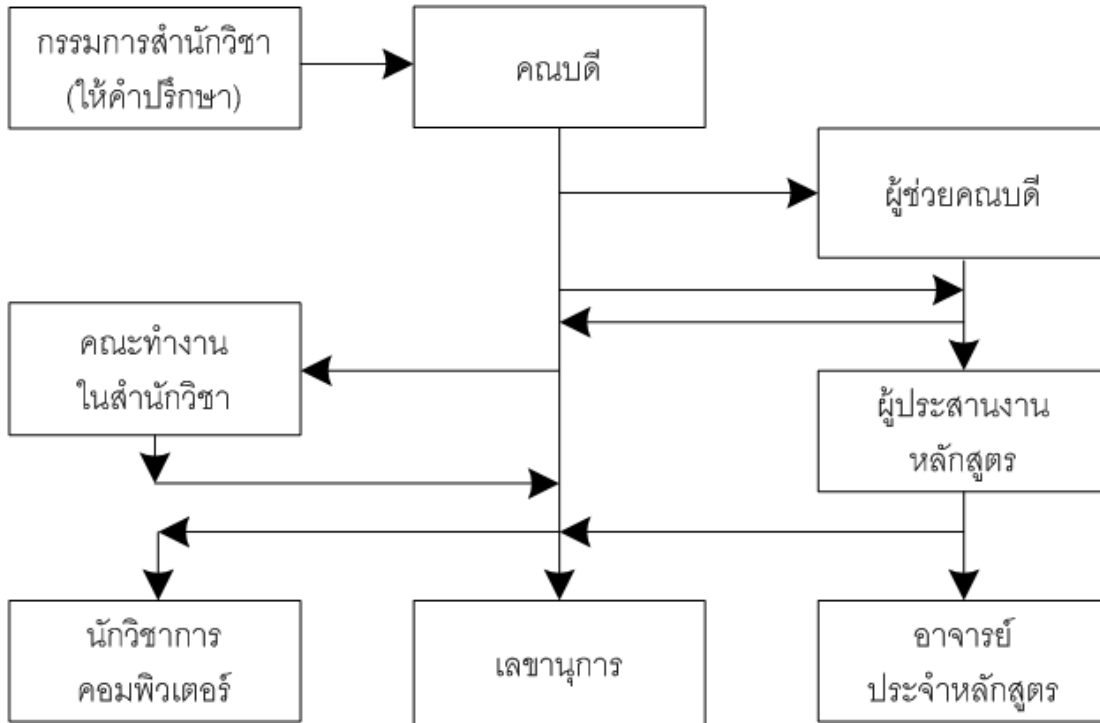 กรรมการสำนักวิชา
(ให้คำปรึกษา)
คณบดี
ผู้ช่วยคณบดี
คณะทำงาน
ในสำนักวิชา
ผู้ประสานงาน
หลักสูตร
นักวิชาการ
คอมพิวเตอร์
เลขานุการ
อาจารย์
ประจำหลักสูตร